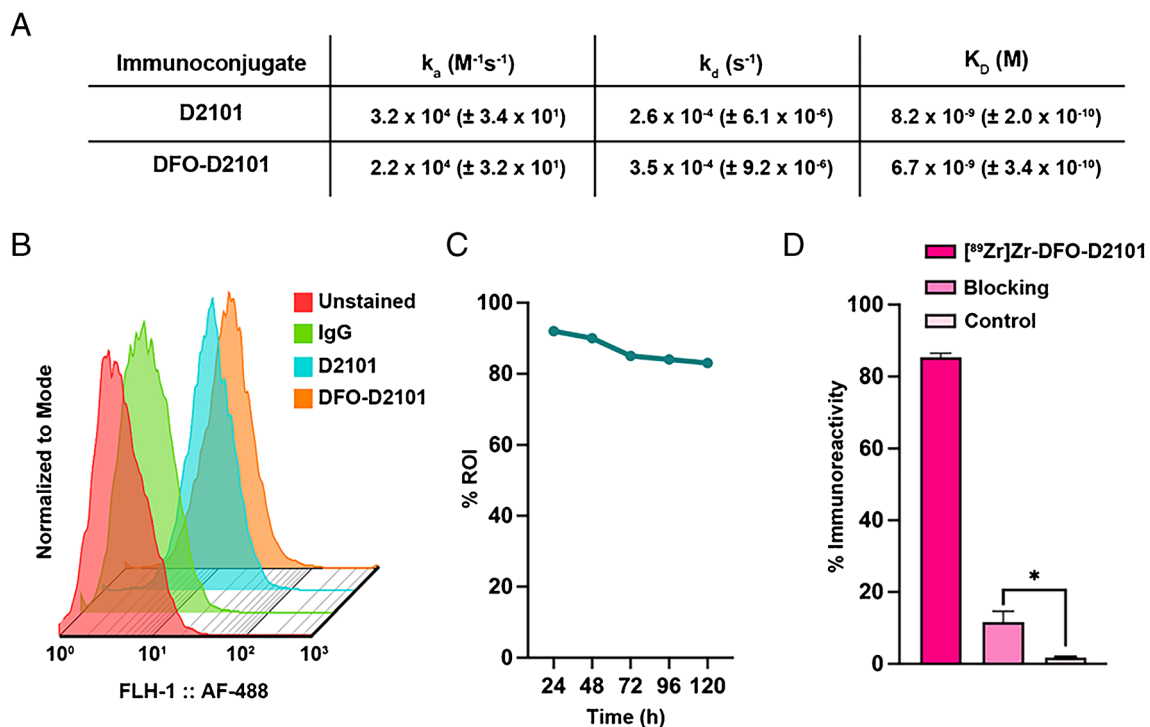 A
Immunoconjugate kₐ (M⁻¹s⁻¹) k_d (s⁻¹) K_D (M)
D2101 3.2 x 10⁴ (± 3.4 x 10¹) 2.6 x 10⁻⁴ (± 6.1 x 10⁻⁶) 8.2 x 10⁻⁹ (± 2.0 x 10⁻¹⁰)
DFO-D2101 2.2 x 10⁴ (± 3.2 x 10¹) 3.5 x 10⁻⁴ (± 9.2 x 10⁻⁶) 6.7 x 10⁻⁹ (± 3.4 x 10⁻¹⁰)
B
Normalized to Mode
Unstained
IgG
D2101
DFO-D2101
10⁰ 10¹ 10² 10³
FLH-1 :: AF-488
C
% ROI
100
80
60
40
20
0
24 48 72 96 120
Time (h)
D
[⁸⁹Zr]Zr-DFO-D2101
Blocking
Control
% Immunoreactivity
100
80
60
40
20
0
*